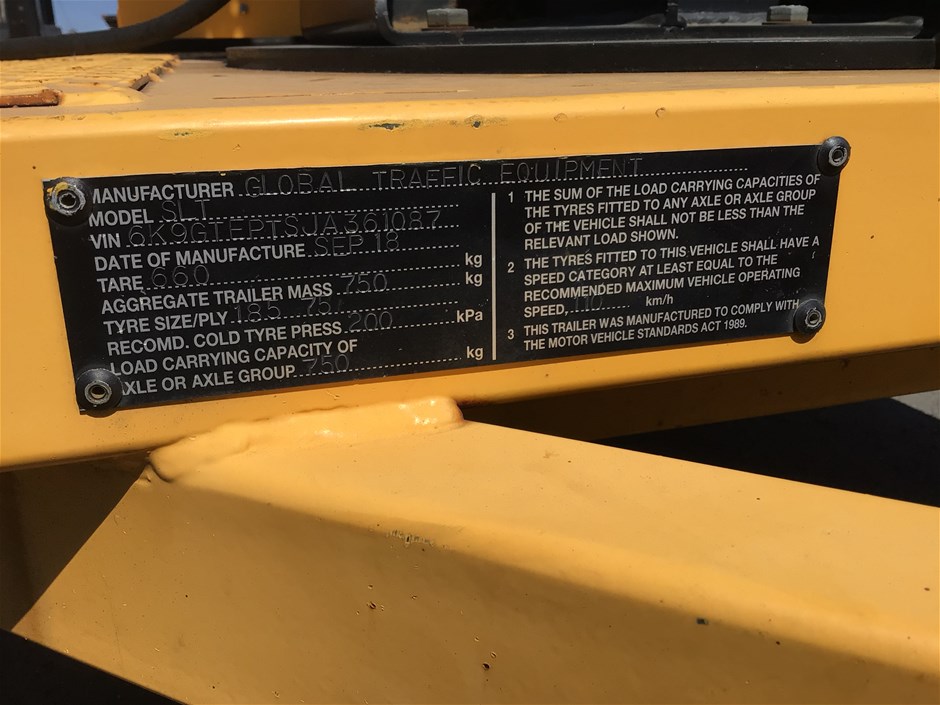 MANUFACTURER GLOBAL TRAFFIC EQUIPMENT
MODEL SLT
VIN 6K9GTEPTSJA361087
DATE OF MANUFACTURE SEP 18
TARE 660 kg
AGGREGATE TRAILER MASS 750 kg
TYRE SIZE/PLY 185 75
RECOMD. COLD TYRE PRESS 200 kPa
LOAD CARRYING CAPACITY OF
AXLE OR AXLE GROUP 750 kg
1 THE SUM OF THE LOAD CARRYING CAPACITIES OF
THE TYRES FITTED TO ANY AXLE OR AXLE GROUP
OF THE VEHICLE SHALL NOT BE LESS THAN THE
RELEVANT LOAD SHOWN.
2 THE TYRES FITTED TO THIS VEHICLE SHALL HAVE A
SPEED CATEGORY AT LEAST EQUAL TO THE
RECOMMENDED MAXIMUM VEHICLE OPERATING
SPEED, 110 km/h
3 THIS TRAILER WAS MANUFACTURED TO COMPLY WITH
THE MOTOR VEHICLE STANDARDS ACT 1989.